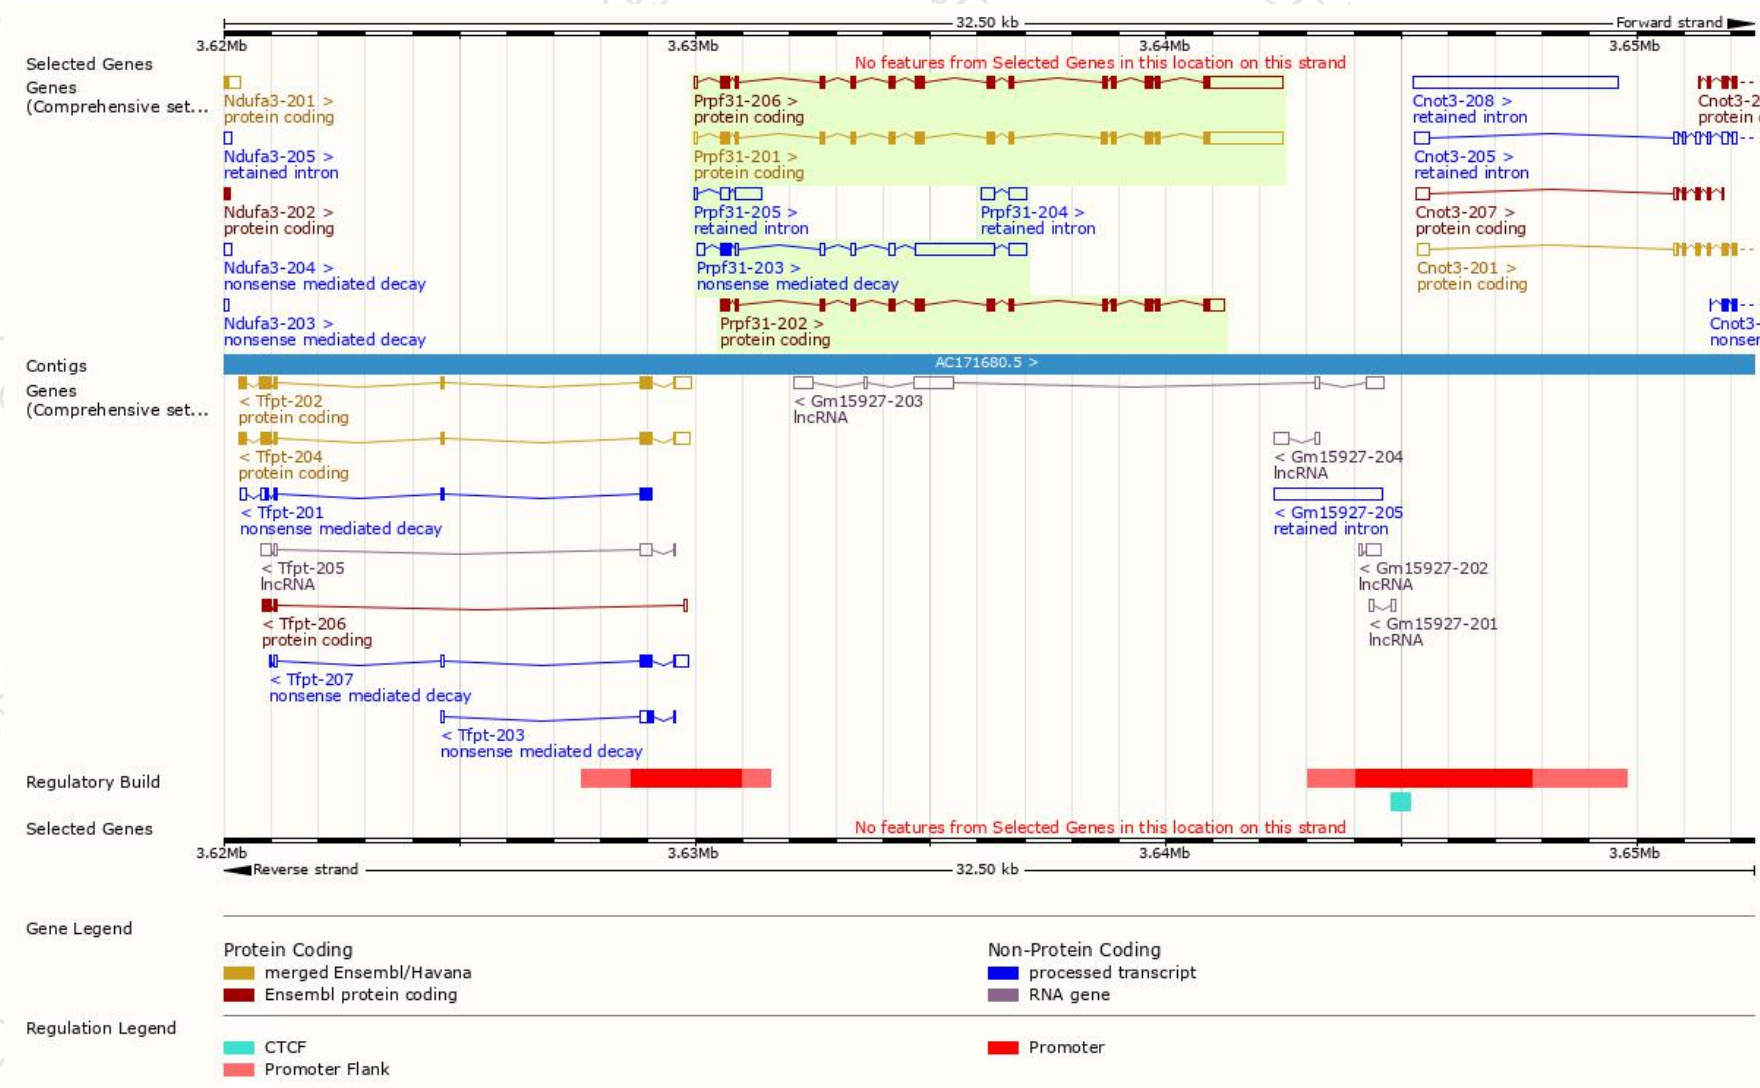 32.50 kb
Forward strand
3.62Mb 3.63Mb 3.64Mb 3.65Mb
Selected Genes
No features from Selected Genes in this location on this strand
Genes
(Comprehensive set...
Ndufa3-201 >
protein coding
Prpf31-206 >
protein coding
Cnot3-208 >
retained intron
Cnot3-2
protein
Ndufa3-205 >
retained intron
Prpf31-201 >
protein coding
Cnot3-205 >
retained intron
Ndufa3-202 >
protein coding
Prpf31-205 >
retained intron
Prpf31-204 >
retained intron
Cnot3-207 >
protein coding
Ndufa3-204 >
nonsense mediated decay
Prpf31-203 >
nonsense mediated decay
Cnot3-201 >
protein coding
Ndufa3-203 >
nonsense mediated decay
Prpf31-202 >
protein coding
Cnot3-
nonser
Contigs
AC171680.5 >
Genes
(Comprehensive set...
< Tfpt-202
protein coding
< Gm15927-203
lncRNA
< Tfpt-204
protein coding
< Gm15927-204
lncRNA
< Tfpt-201
nonsense mediated decay
< Gm15927-205
retained intron
< Tfpt-205
lncRNA
< Gm15927-202
lncRNA
< Tfpt-206
protein coding
< Gm15927-201
lncRNA
< Tfpt-207
nonsense mediated decay
< Tfpt-203
nonsense mediated decay
Regulatory Build
Selected Genes
No features from Selected Genes in this location on this strand
3.62Mb 3.63Mb 3.64Mb 3.65Mb
Reverse strand
32.50 kb
Gene Legend
Protein Coding
merged Ensembl/Havana
Ensembl protein coding
Non-Protein Coding
processed transcript
RNA gene
Regulation Legend
CTCF
Promoter Flank
Promoter